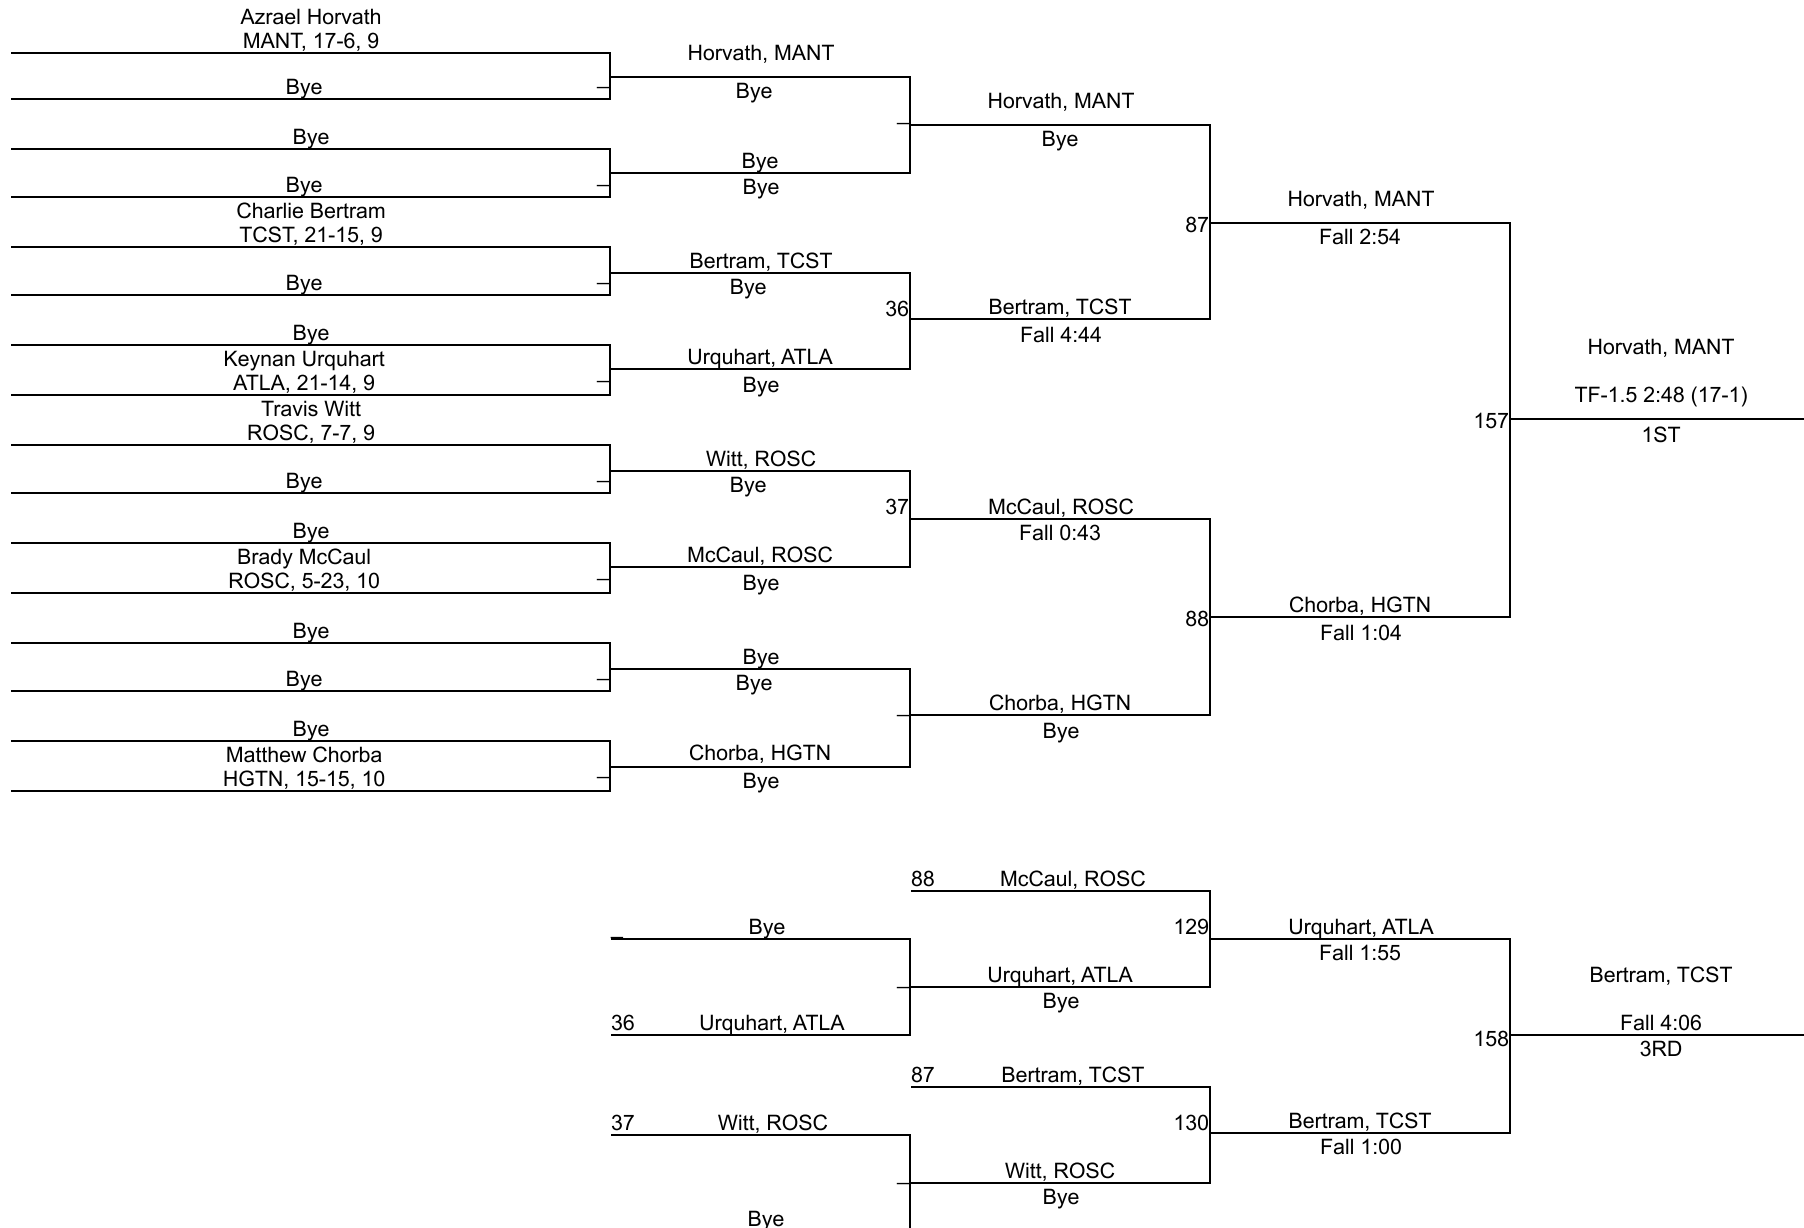 Azrael Horvath
MANT, 17-6, 9
Bye
Bye
Bye
Charlie Bertram
TCST, 21-15, 9
Bye
Bye
Keynan Urquhart
ATLA, 21-14, 9
Travis Witt
ROSC, 7-7, 9
Bye
Bye
Brady McCaul
ROSC, 5-23, 10
Bye
Bye
Bye
Matthew Chorba
HGTN, 15-15, 10
Horvath, MANT
Bye
Bye
Bye
Bertram, TCST
Bye
36
Urquhart, ATLA
Bye
Witt, ROSC
Bye
37
McCaul, ROSC
Bye
Bye
Bye
Chorba, HGTN
Bye
Horvath, MANT
Bye
87
Bertram, TCST
Fall 4:44
McCaul, ROSC
Fall 0:43
88
Chorba, HGTN
Bye
Horvath, MANT
Fall 2:54
157
Chorba, HGTN
Fall 1:04
Horvath, MANT
TF-1.5 2:48 (17-1)
1ST
88 McCaul, ROSC
Bye
129
Urquhart, ATLA
Bye
36 Urquhart, ATLA
87 Bertram, TCST
37 Witt, ROSC
130
Witt, ROSC
Bye
Bye
Urquhart, ATLA
Fall 1:55
158
Bertram, TCST
Fall 1:00
Bertram, TCST
Fall 4:06
3RD